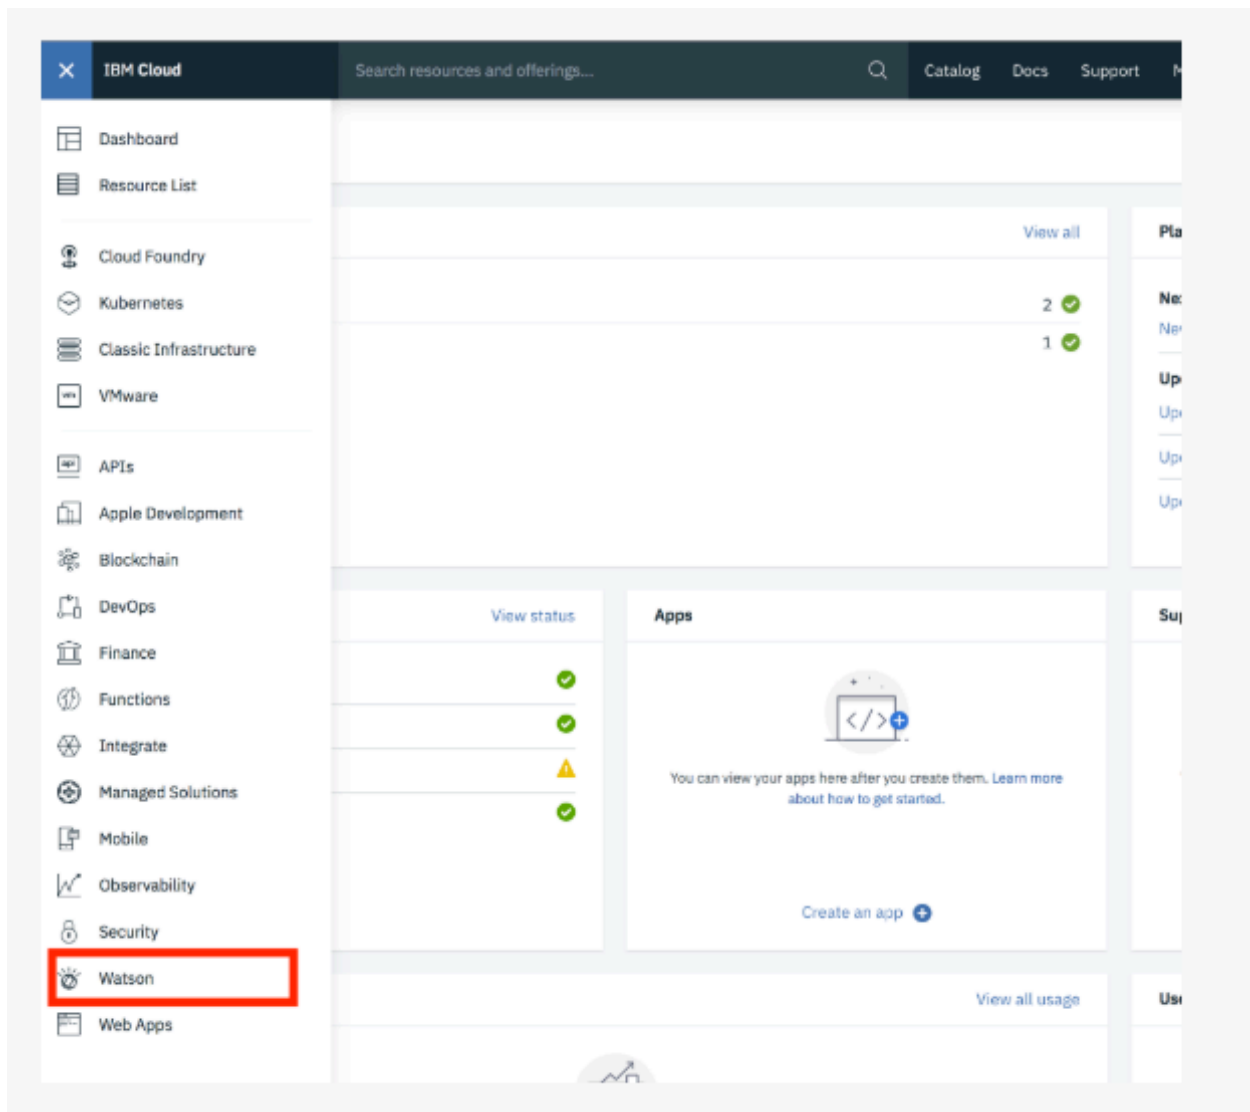 IBM Cloud
Search resources and offerings...
Catalog
Docs
Support
Dashboard
Resource List
Cloud Foundry
Kubernetes
Classic Infrastructure
VMware
APIs
Apple Development
Blockchain
DevOps
Finance
Functions
Integrate
Managed Solutions
Mobile
Observability
Security
Watson
Web Apps
View all
2
1
View status
Apps
You can view your apps here after you create them. Learn more
about how to get started.
Create an app
View all usage